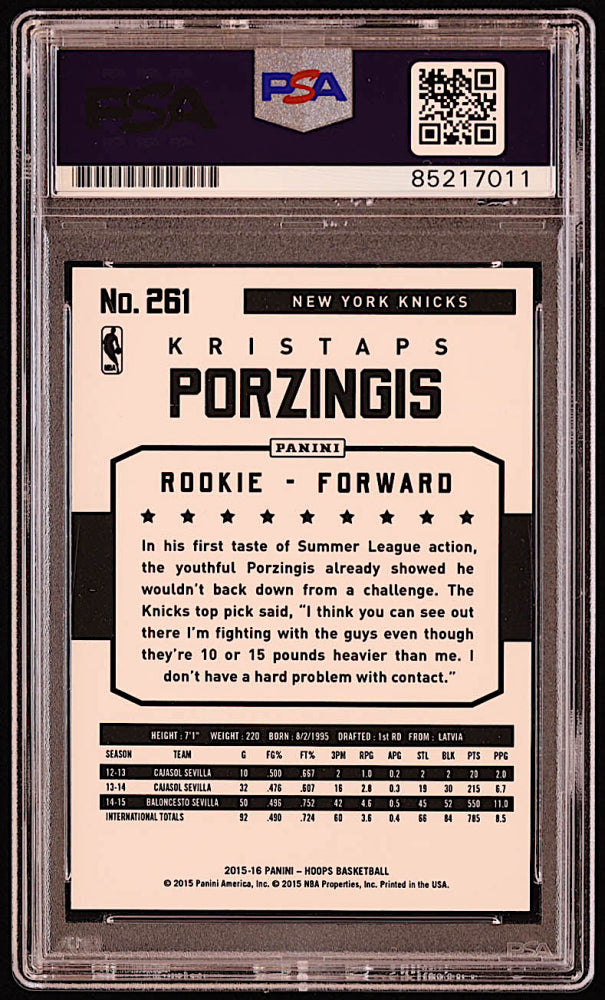 PSA
PSA
85217011
No. 261
NEW YORK KNICKS
NBA
KRISTAPS
PORZINGIS
PANINI
ROOKIE - FORWARD
In his first taste of Summer League action,
the youthful Porzingis already showed he
wouldn't back down from a challenge. The
Knicks top pick said, "I think you can see out
there I'm fighting with the guys even though
they're 10 or 15 pounds heavier than me. I
don't have a hard problem with contact."
HEIGHT: 7'1" WEIGHT: 220 BORN: 8/2/1995 DRAFTED: 1st RD FROM: LATVIA
SEASON TEAM G FG% FT% 3PM RPG APG STL BLK PTS PPG
12-13 CAJASOL SEVILLA 10 .500 .667 2 1.0 0.2 2 2 20 2.0
13-14 CAJASOL SEVILLA 32 .476 .607 16 2.8 0.3 19 30 215 6.7
14-15 BALONCESTO SEVILLA 50 .496 .752 42 4.6 0.5 45 52 550 11.0
INTERNATIONAL TOTALS 92 .490 .724 60 3.6 0.4 66 84 785 8.5
2015-16 PANINI – HOOPS BASKETBALL
© 2015 Panini America, Inc. © 2015 NBA Properties, Inc. Printed in the USA.
PSA